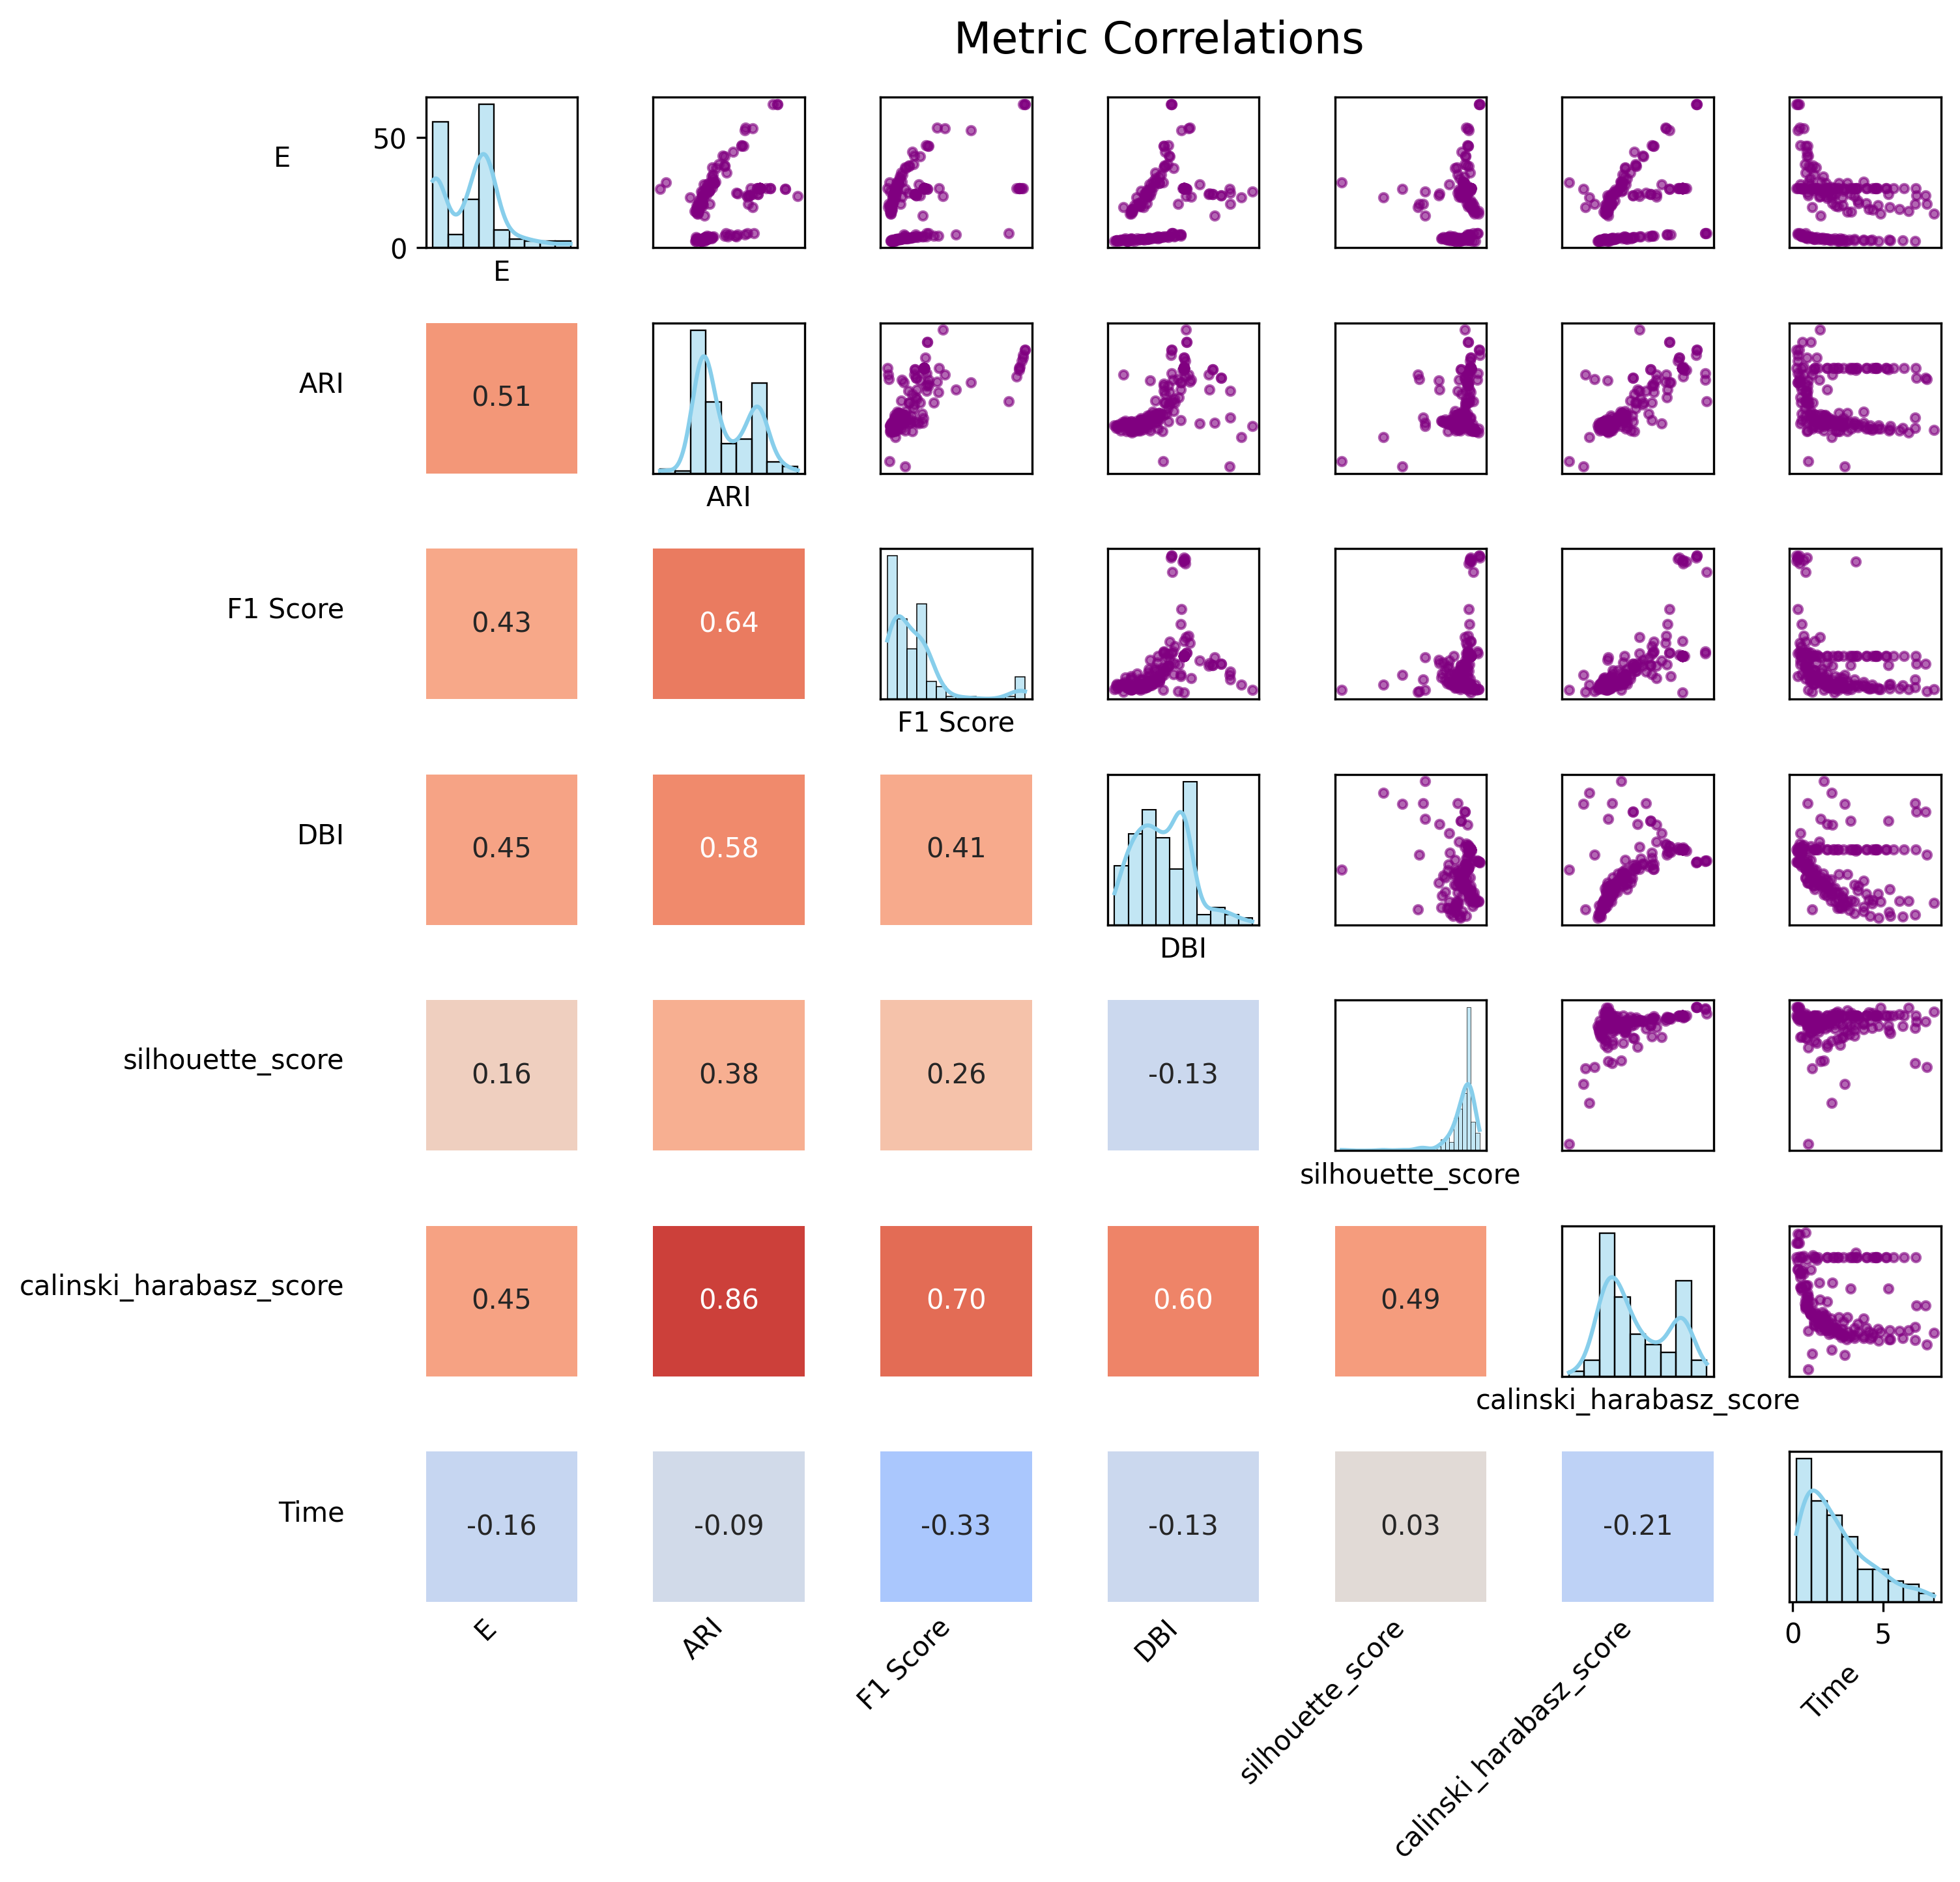 Metric Correlations
E
50
0
E
ARI
0.51
ARI
F1 Score
0.43
0.64
F1 Score
DBI
0.45
0.58
0.41
DBI
silhouette_score
0.16
0.38
0.26
-0.13
silhouette_score
calinski_harabasz_score
0.45
0.86
0.70
0.60
0.49
calinski_harabasz_score
Time
-0.16
-0.09
-0.33
-0.13
0.03
-0.21
0
5
E
ARI
F1 Score
DBI
silhouette_score
calinski_harabasz_score
Time